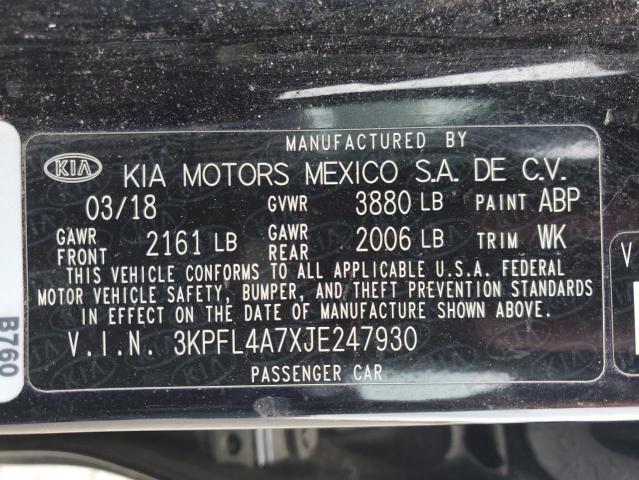 MANUFACTURED BY
KIA KIA MOTORS MEXICO S.A. DE C.V.
03/18 GVWR 3880 LB PAINT ABP
GAWR FRONT 2161 LB GAWR REAR 2006 LB TRIM WK
THIS VEHICLE CONFORMS TO ALL APPLICABLE U.S.A. FEDERAL
MOTOR VEHICLE SAFETY, BUMPER, AND THEFT PREVENTION STANDARDS
IN EFFECT ON THE DATE OF MANUFACTURE SHOWN ABOVE.
V.I.N. 3KPFL4A7XJE247930
PASSENGER CAR
B760
V